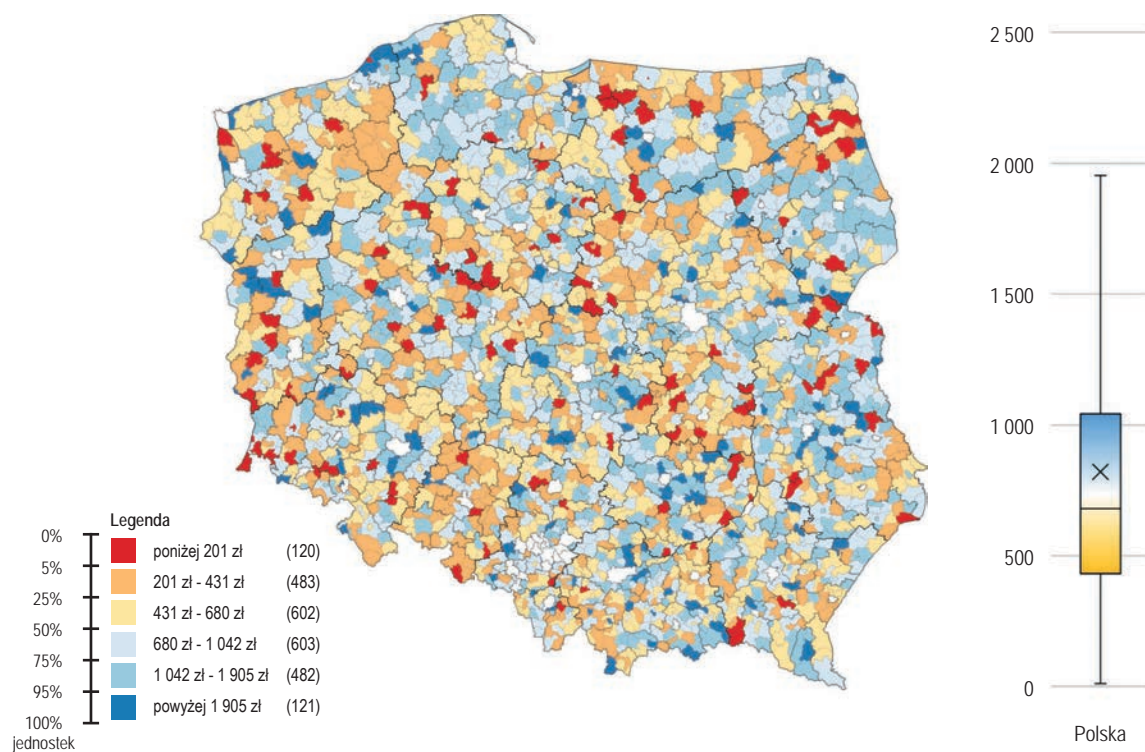 Legenda
0%
5%
25%
50%
75%
95%
100%
jednostek
poniżej 201 zł (120)
201 zł - 431 zł (483)
431 zł - 680 zł (602)
680 zł - 1 042 zł (603)
1 042 zł - 1 905 zł (482)
powyżej 1 905 zł (121)
2 500
2 000
1 500
1 000
500
0
Polska